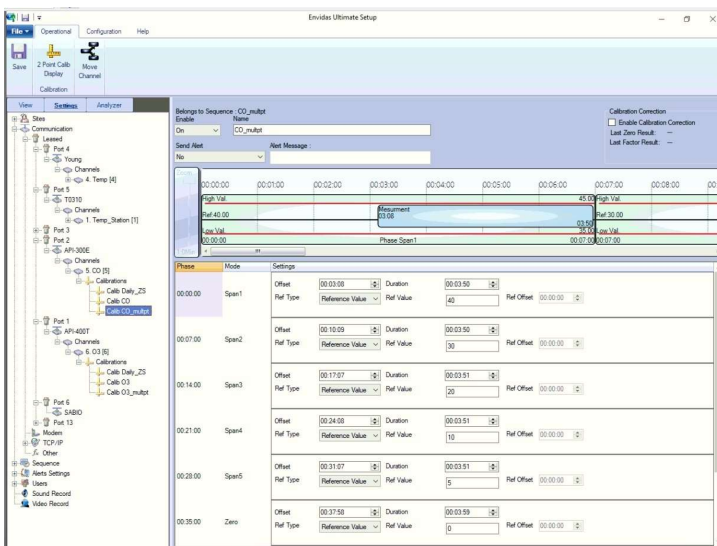 Envidas Ultimate Setup
File Operational Configuration Help
Save
2 Point Calib Display
Move Channel
Calibration
View Settings Analyzer
Sites
Communication
Leased
Port 4
Young
Channels
4. Temp [4]
Port 5
T0310
Channels
1. Temp_Station [1]
Port 3
Port 2
API-300E
Channels
5. CO [5]
Calibrations
Calib Daily_ZS
Calib CO
Calib CO_multpt
Port 1
API-400T
Channels
6. O3 [6]
Calibrations
Calib Daily_ZS
Calib O3
Calib O3_multpt
Port 6
SABIO
Port 13
Modem
TCP/IP
Other
Sequence
Alerts Settings
Users
Sound Record
Video Record
Belongs to Sequence : CO_multpt
Enable Name
On CO_multpt
Send Alert Alert Message :
No
Calibration Correction
Enable Calibration Correction
Last Zero Result: ---
Last Factor Result: ---
00:00:00 00:01:00 00:02:00 00:03:00 00:04:00 00:05:00 00:06:00 00:07:00 00:08:00 00
High Val. 45.00 High Val.
Mesurment
Ref 40.00 03:08 Ref 30.00
03:50
Low Val. 35.00 Low Val.
00:00:00 Phase Span1 00:07:00 00:07:00
Phase Mode Settings
00:00:00 Span1
Offset 00:03:08 Duration 00:03:50
Ref Type Reference Value Ref Value 40 Ref Offset 00:00:00
00:07:00 Span2
Offset 00:10:09 Duration 00:03:50
Ref Type Reference Value Ref Value 30 Ref Offset 00:00:00
00:14:00 Span3
Offset 00:17:07 Duration 00:03:51
Ref Type Reference Value Ref Value 20 Ref Offset 00:00:00
00:21:00 Span4
Offset 00:24:08 Duration 00:03:51
Ref Type Reference Value Ref Value 10 Ref Offset 00:00:00
00:28:00 Span5
Offset 00:31:07 Duration 00:03:51
Ref Type Reference Value Ref Value 5 Ref Offset 00:00:00
00:35:00 Zero
Offset 00:37:58 Duration 00:03:59
Ref Type Reference Value Ref Value 0 Ref Offset 00:00:00